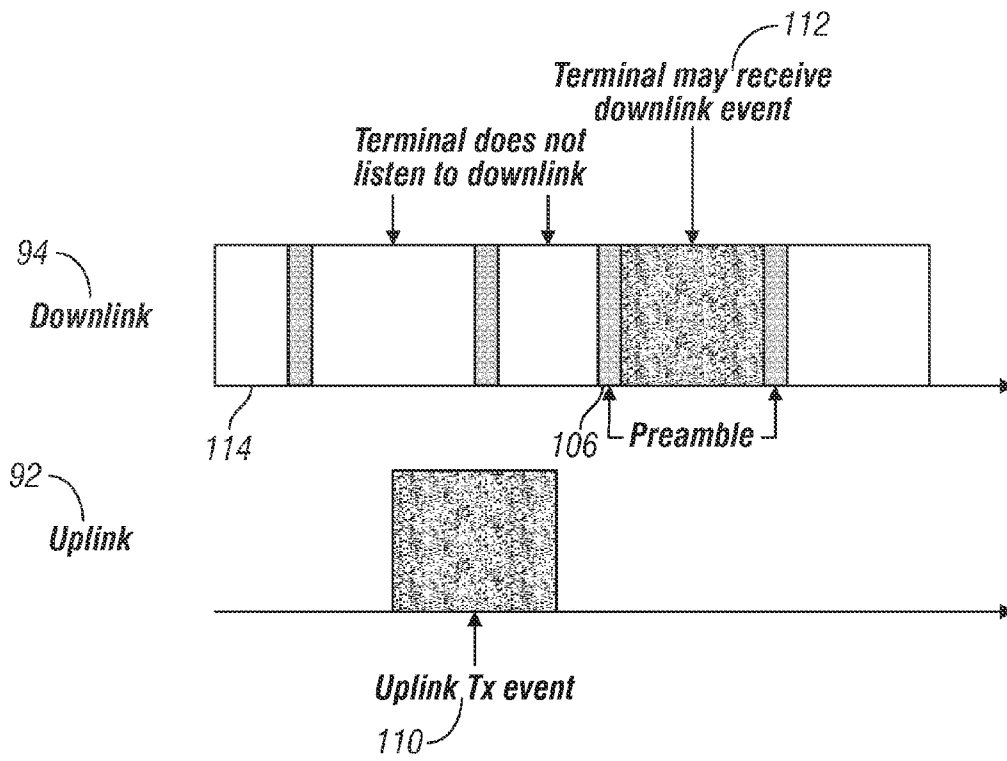 112
Terminal may receive
downlink event
Terminal does not
listen to downlink
94
Downlink
114
106
Preamble
92
Uplink
Uplink Tx event
110